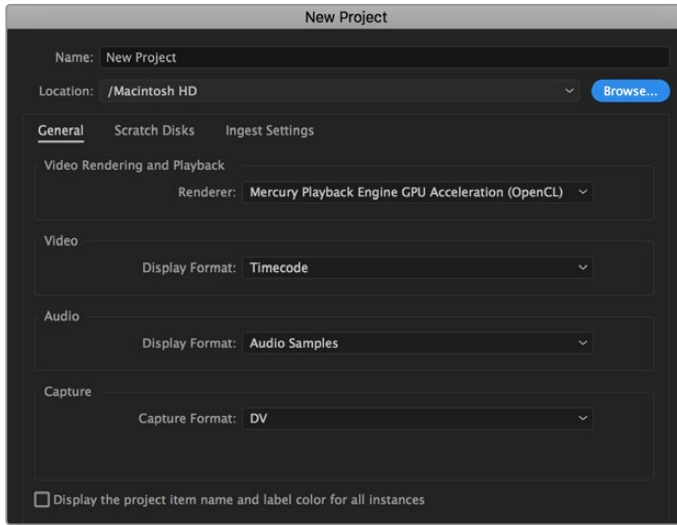 New Project
Name: New Project
Location: /Macintosh HD Browse...
General Scratch Disks Ingest Settings
Video Rendering and Playback
Renderer: Mercury Playback Engine GPU Acceleration (OpenCL)
Video
Display Format: Timecode
Audio
Display Format: Audio Samples
Capture
Capture Format: DV
Display the project item name and label color for all instances